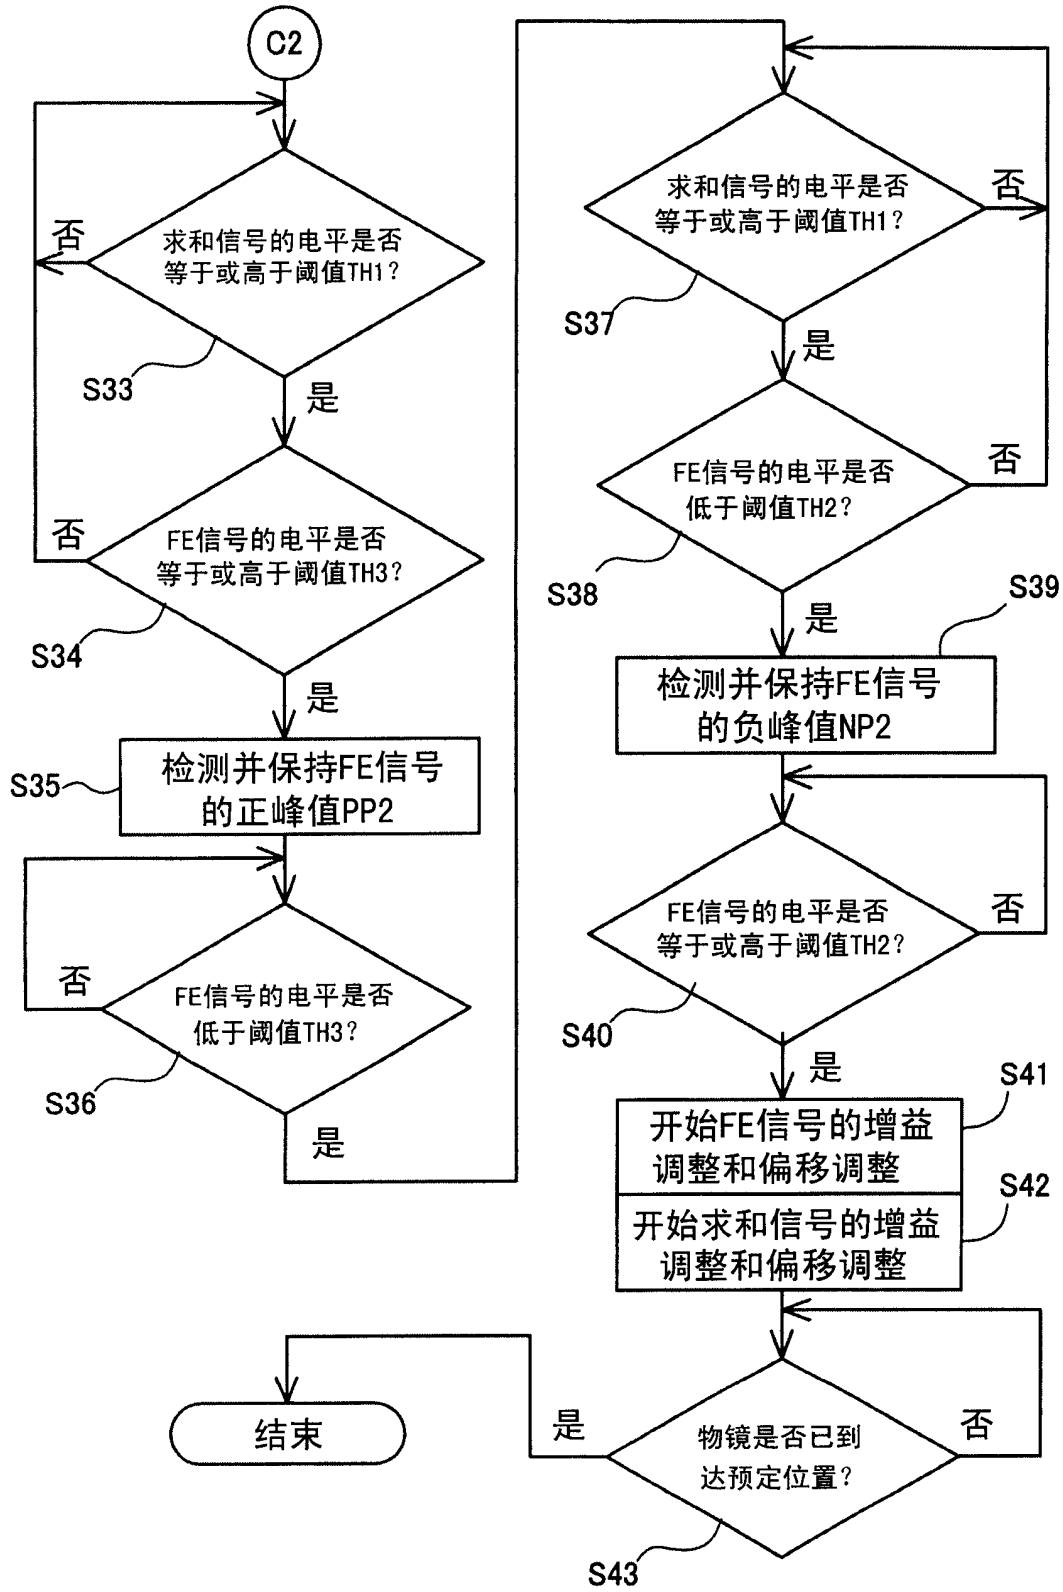 C2
求和信号的电平是否
等于或高于阈值TH1?
否
S33
是
FE信号的电平是否
等于或高于阈值TH3?
否
S34
是
检测并保持FE信号
的正峰值PP2
S35
FE信号的电平是否
低于阈值TH3?
否
S36
是
求和信号的电平是否
等于或高于阈值TH1?
否
S37
是
FE信号的电平是否
低于阈值TH2?
否
S38
是
S39
检测并保持FE信号
的负峰值NP2
FE信号的电平是否
等于或高于阈值TH2?
否
S40
是
S41
开始FE信号的增益
调整和偏移调整
S42
开始求和信号的增益
调整和偏移调整
物镜是否已到
达预定位置?
否
是
S43
结束